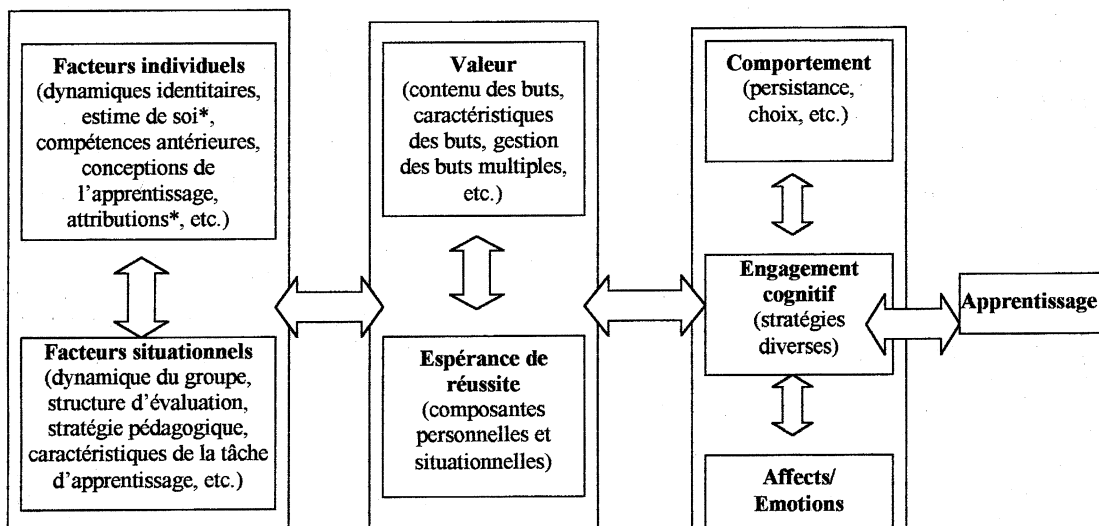 Facteurs individuels
(dynamiques identitaires,
estime de soi*,
compétences antérieures,
conceptions de
l'apprentissage,
attributions*, etc.)
Facteurs situationnels
(dynamique du groupe,
structure d'évaluation,
stratégie pédagogique,
caractéristiques de la tâche
d'apprentissage, etc.)
Valeur
(contenu des buts,
caractéristiques
des buts, gestion
des buts multiples,
etc.)
Espérance de
réussite
(composantes
personnelles et
situationnelles)
Comportement
(persistance,
choix, etc.)
Engagement
cognitif
(stratégies
diverses)
Affects/
Emotions
Apprentissage